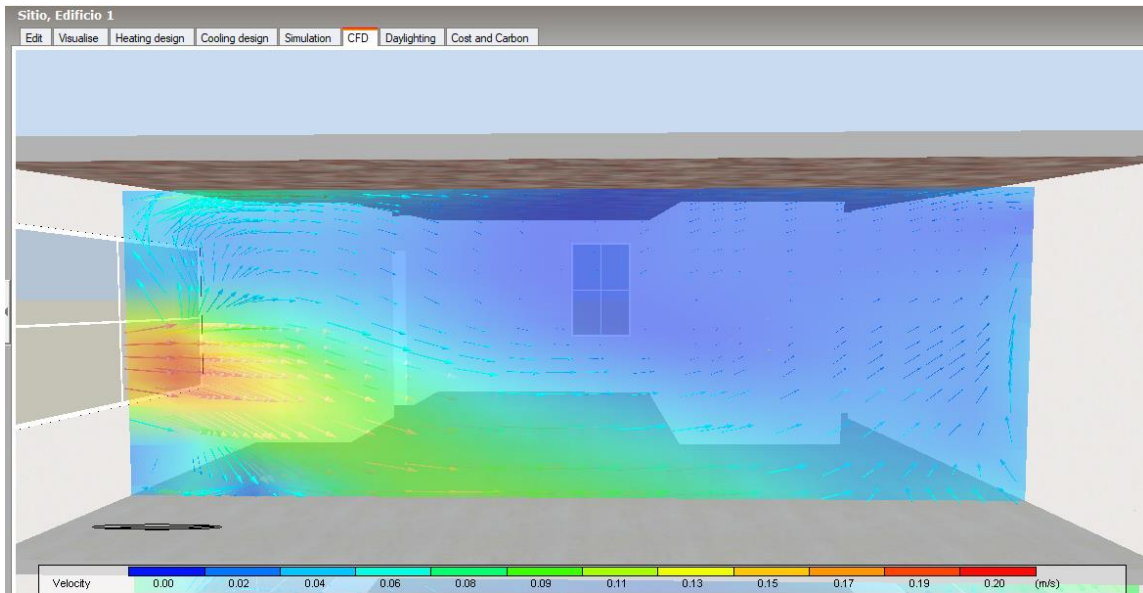 Sitio, Edificio 1
Edit Visualise Heating design Cooling design Simulation CFD Daylighting Cost and Carbon
Velocity 0.00 0.02 0.04 0.06 0.08 0.09 0.11 0.13 0.15 0.17 0.19 0.20 (m/s)